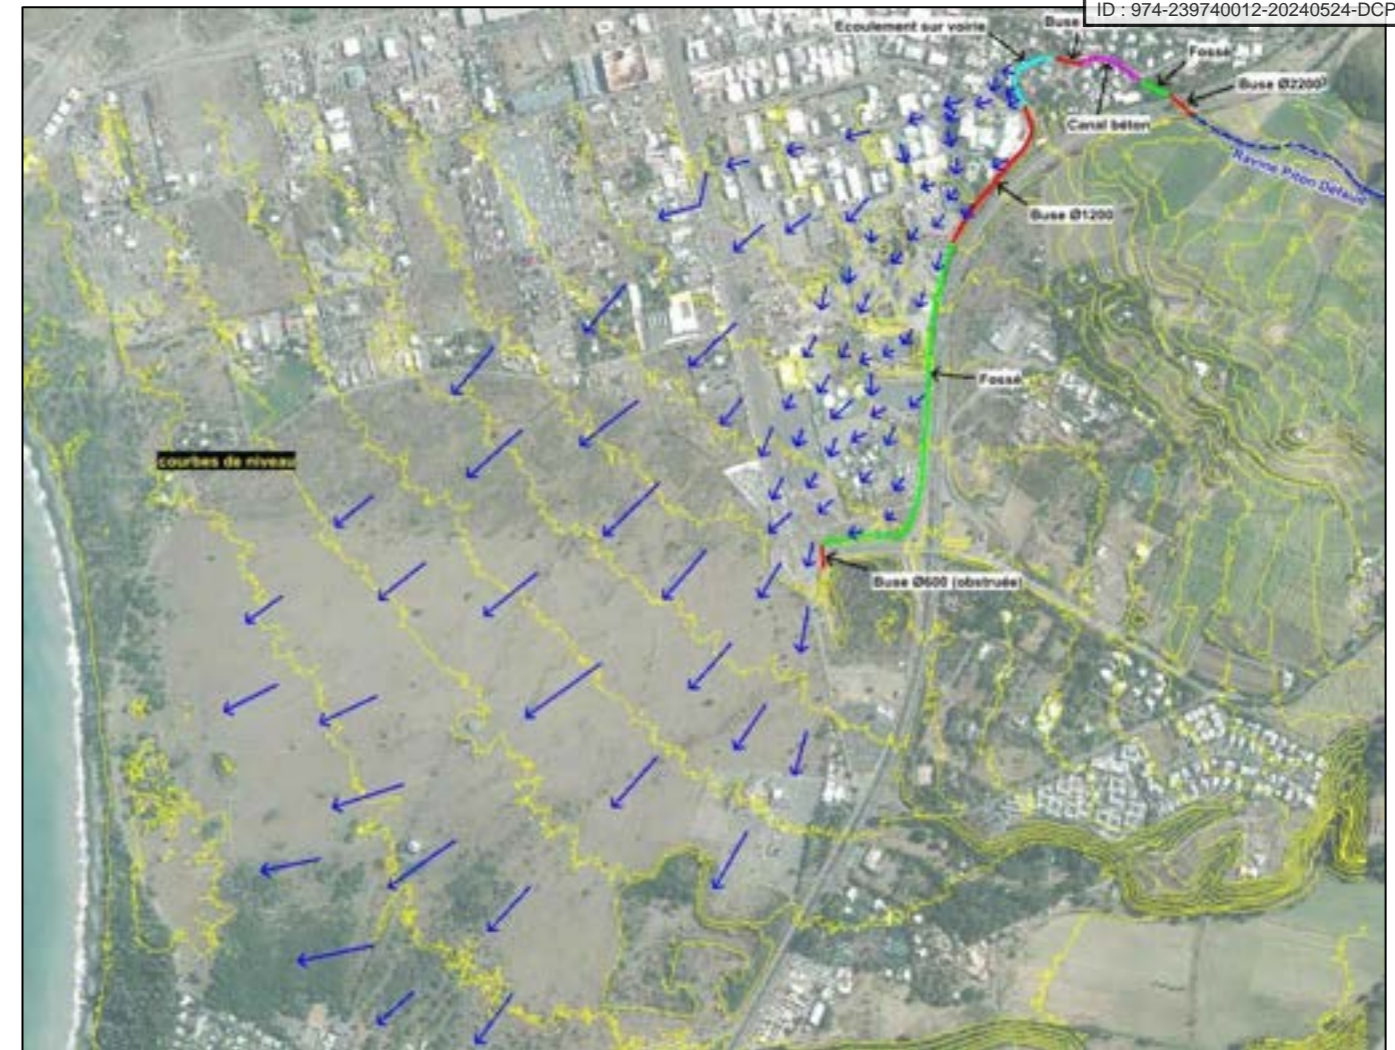 ID : 974-239740012-20240524-DCP
Ecoulement sur voirie
Buse
Fossé
Buse Ø2200
Canal béton
Ravine Piton Défaud
Buse Ø1200
Fossé
courbes de niveau
Buse Ø600 (obstruée)